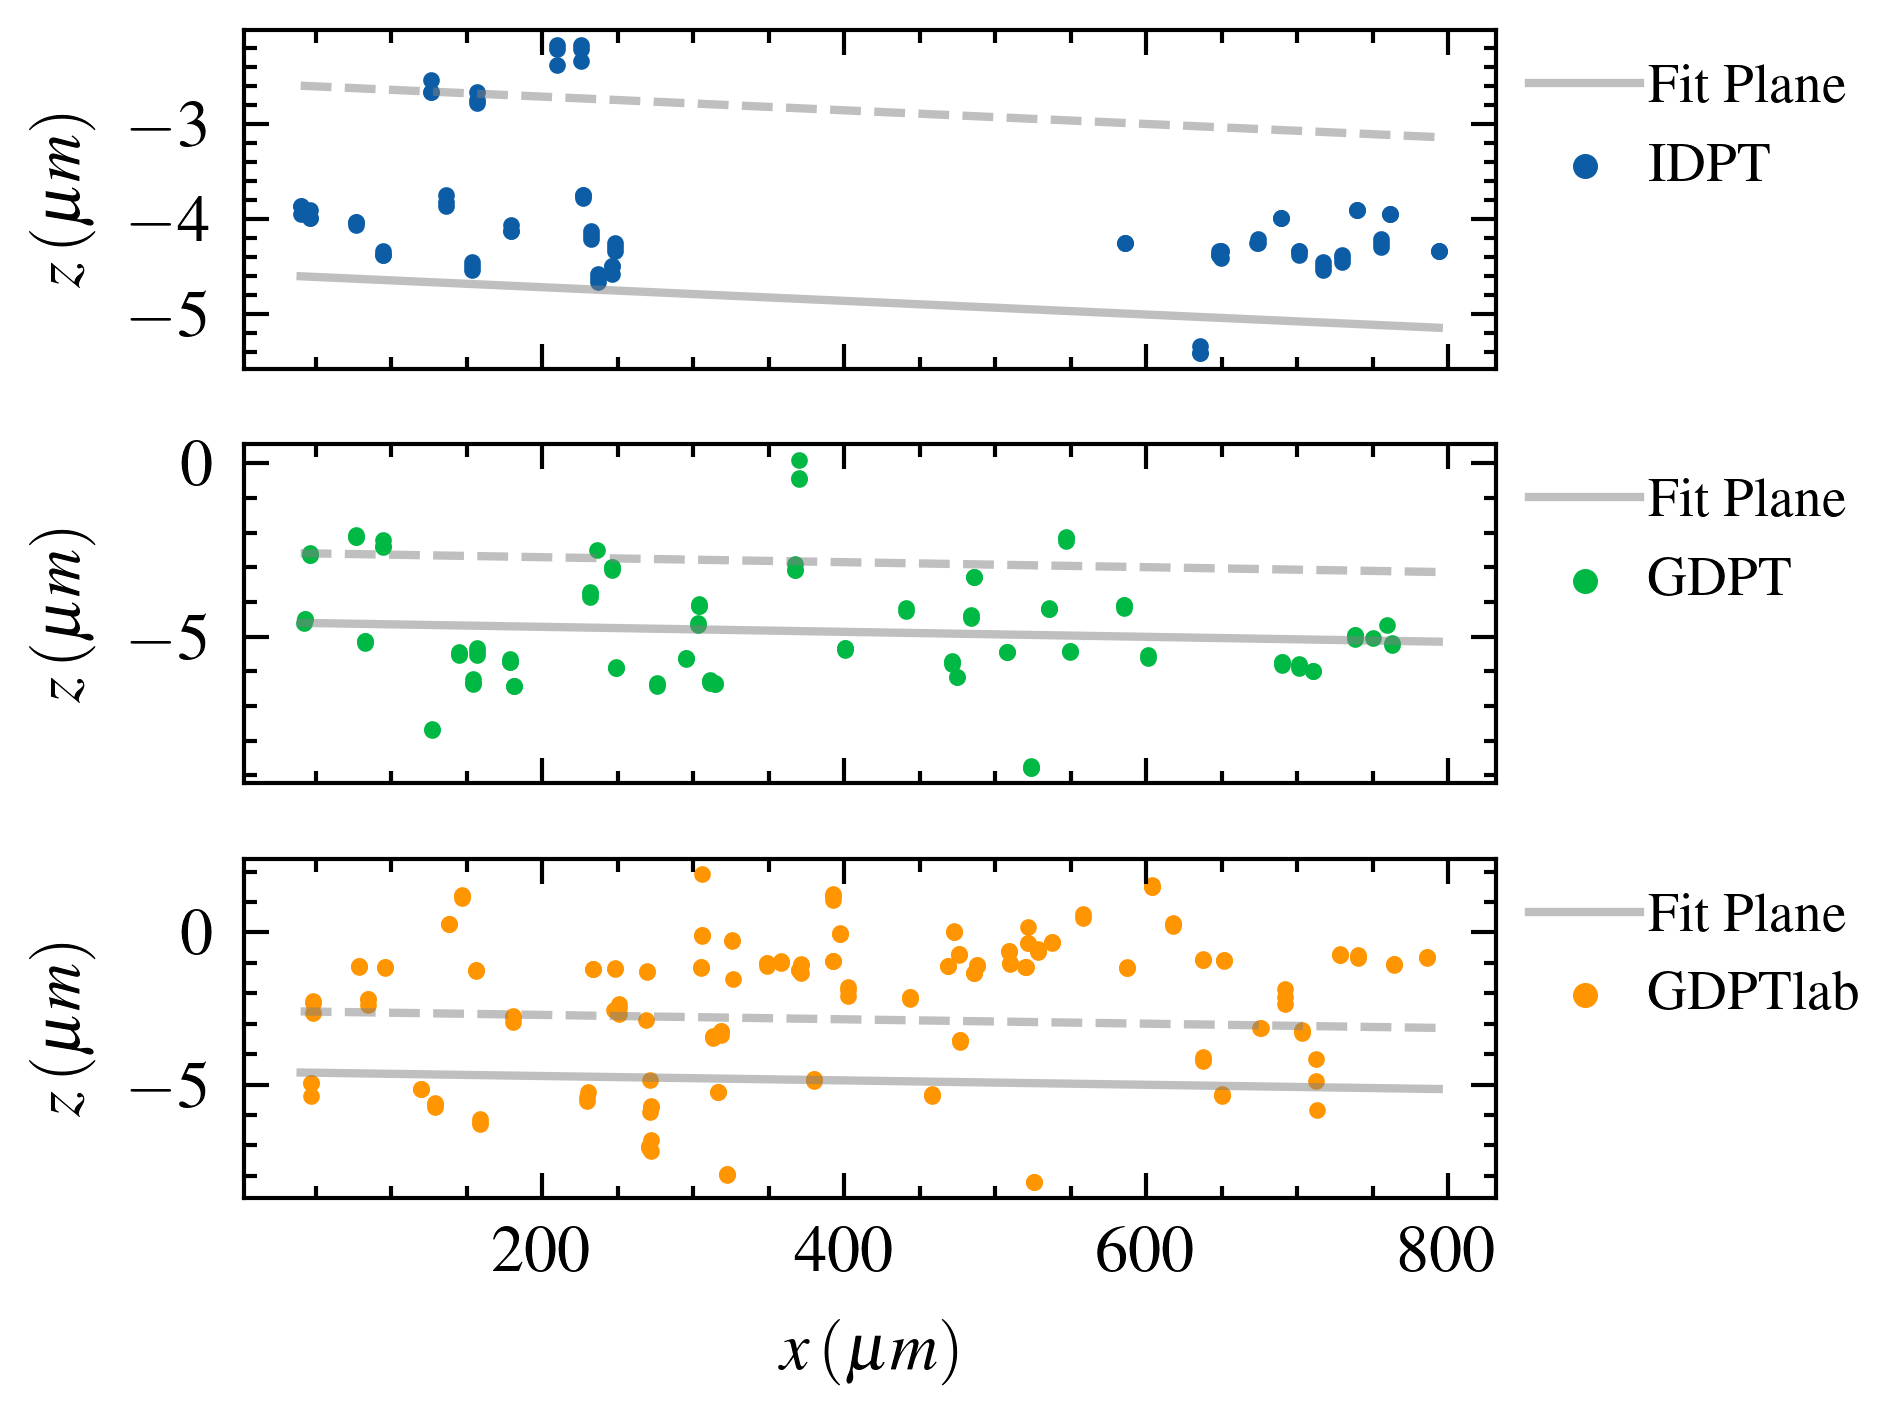 z (μm)
−3
−4
−5
Fit Plane
IDPT
z (μm)
0
−5
Fit Plane
GDPT
z (μm)
0
−5
Fit Plane
GDPTlab
200 400 600 800
x (μm)